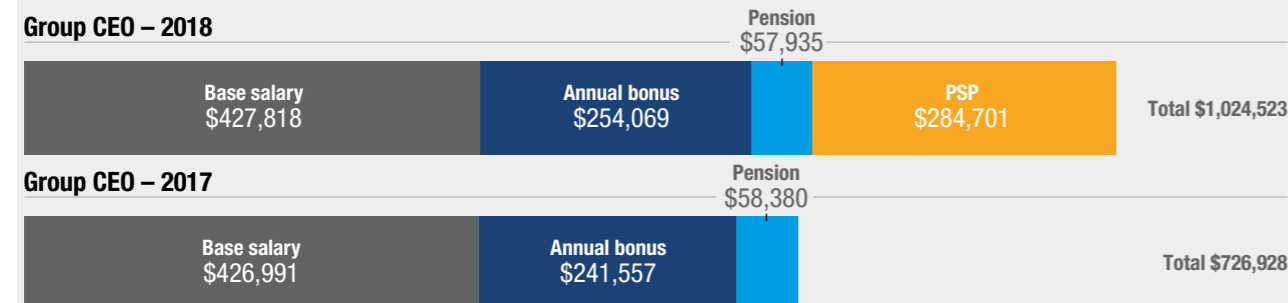 Group CEO – 2018
Pension
$57,935
Base salary
$427,818
Annual bonus
$254,069
PSP
$284,701
Total $1,024,523
Group CEO – 2017
Pension
$58,380
Base salary
$426,991
Annual bonus
$241,557
Total $726,928